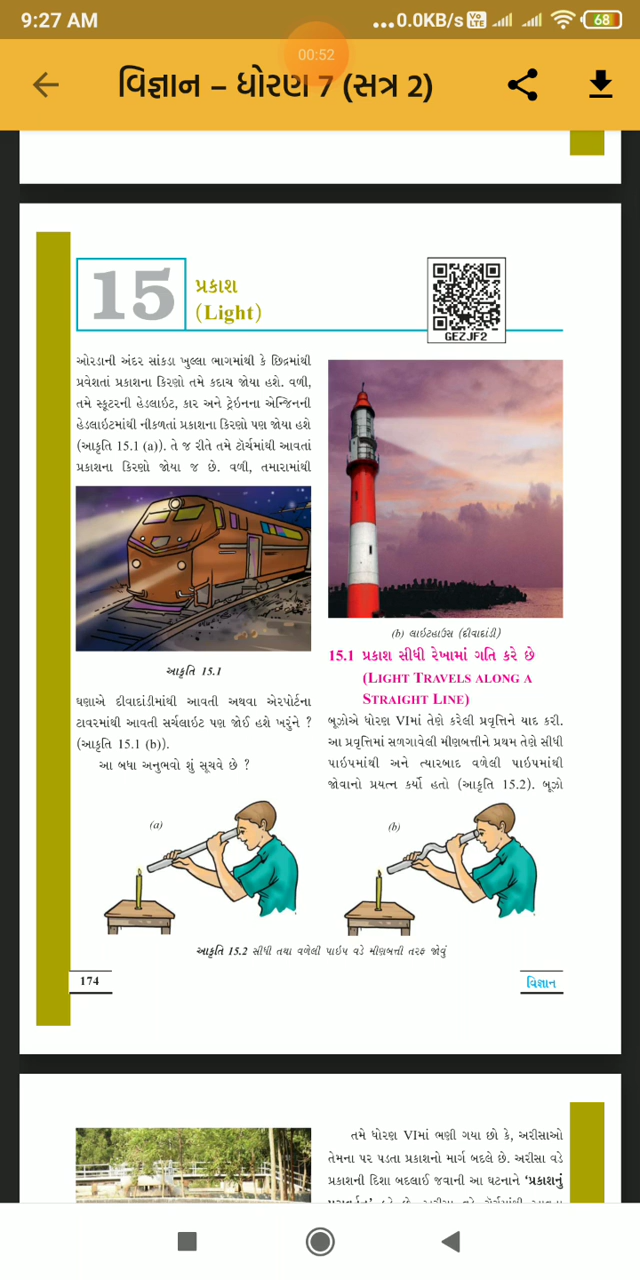 9:27 AM
...0.0KB/s
Vo
LTE
68
00:52
વિજ્ઞાન – ધોરણ 7 (સત્ર 2)
15
પ્રકાશ
(Light)
GEZJF2
ઓરડાની અંદર સાંકડા ખુલ્લા ભાગમાંથી કે છિદ્રમાંથી
પ્રવેશતાં પ્રકાશના કિરણો તમે કદાચ જોયા હશે. વળી,
તમે સ્કૂટરની હેડલાઇટ, કાર અને ટ્રેઇનના એન્જિનની
હેડલાઇટમાંથી નીકળતાં પ્રકાશના કિરણો પણ જોયા હશે
(આકૃતિ 15.1 (a)). તે જ રીતે તમે ટૉર્ચમાંથી આવતાં
પ્રકાશના કિરણો જોયા જ છે. વળી, તમારામાંથી
આકૃતિ 15.1
ઘણાએ દીવાદાંડીમાંથી આવતી અથવા એરપોર્ટના
ટાવરમાંથી આવતી સર્ચલાઇટ પણ જોઈ હશે ખરુંને ?
(આકૃતિ 15.1 (b)).
આ બધા અનુભવો શું સૂચવે છે ?
(b) લાઇટહાઉસ (દીવાદાંડી)
15.1 પ્રકાશ સીધી રેખામાં ગતિ કરે છે
(LIGHT TRAVELS ALONG A
STRAIGHT LINE)
બૂઝોએ ધોરણ VIમાં તેણે કરેલી પ્રવૃત્તિને યાદ કરી.
આ પ્રવૃત્તિમાં સળગાવેલી મીણબત્તીને પ્રથમ તેણે સીધી
પાઇપમાંથી અને ત્યારબાદ વળેલી પાઇપમાંથી
જોવાનો પ્રયત્ન કર્યો હતો (આકૃતિ 15.2). બૂઝો
(a)
(b)
આકૃતિ 15.2 સીધી તથા વળેલી પાઇપ વડે મીણબત્તી તરફ જોવું
174
વિજ્ઞાન
તમે ધોરણ VIમાં ભણી ગયા છો કે, અરીસાઓ
તેમના પર પડતા પ્રકાશનો માર્ગ બદલે છે. અરીસા વડે
પ્રકાશની દિશા બદલાઈ જવાની આ ઘટનાને ‘પ્રકાશનું